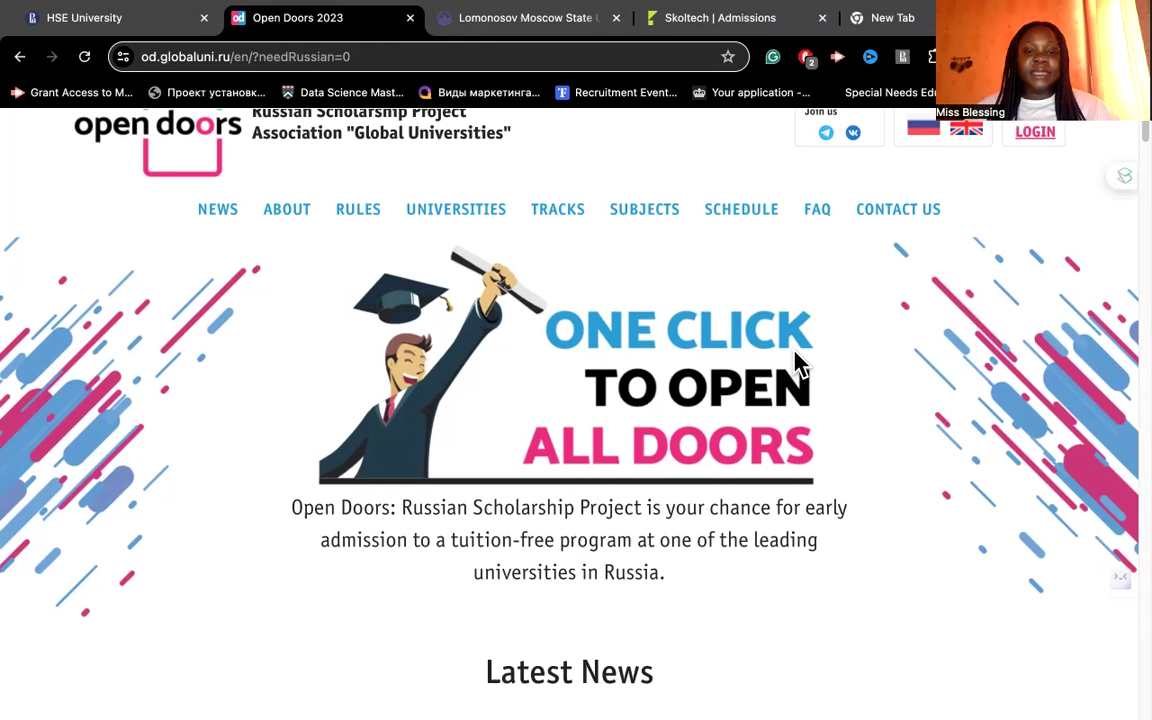 HSE University
Open Doors 2023
Lomonosov Moscow State U
Skoltech | Admissions
New Tab
od.globaluni.ru/en/?needRussian=0
2
Grant Access to M...
Проект установк...
Data Science Mast...
Виды маркетинга...
Recruitment Event...
Your application -...
Special Needs Edu
Miss Blessing
open doors
Russian Scholarship Project
Association "Global Universities"
Join us
LOGIN
NEWS
ABOUT
RULES
UNIVERSITIES
TRACKS
SUBJECTS
SCHEDULE
FAQ
CONTACT US
ONE CLICK
TO OPEN
ALL DOORS
Open Doors: Russian Scholarship Project is your chance for early
admission to a tuition-free program at one of the leading
universities in Russia.
Latest News